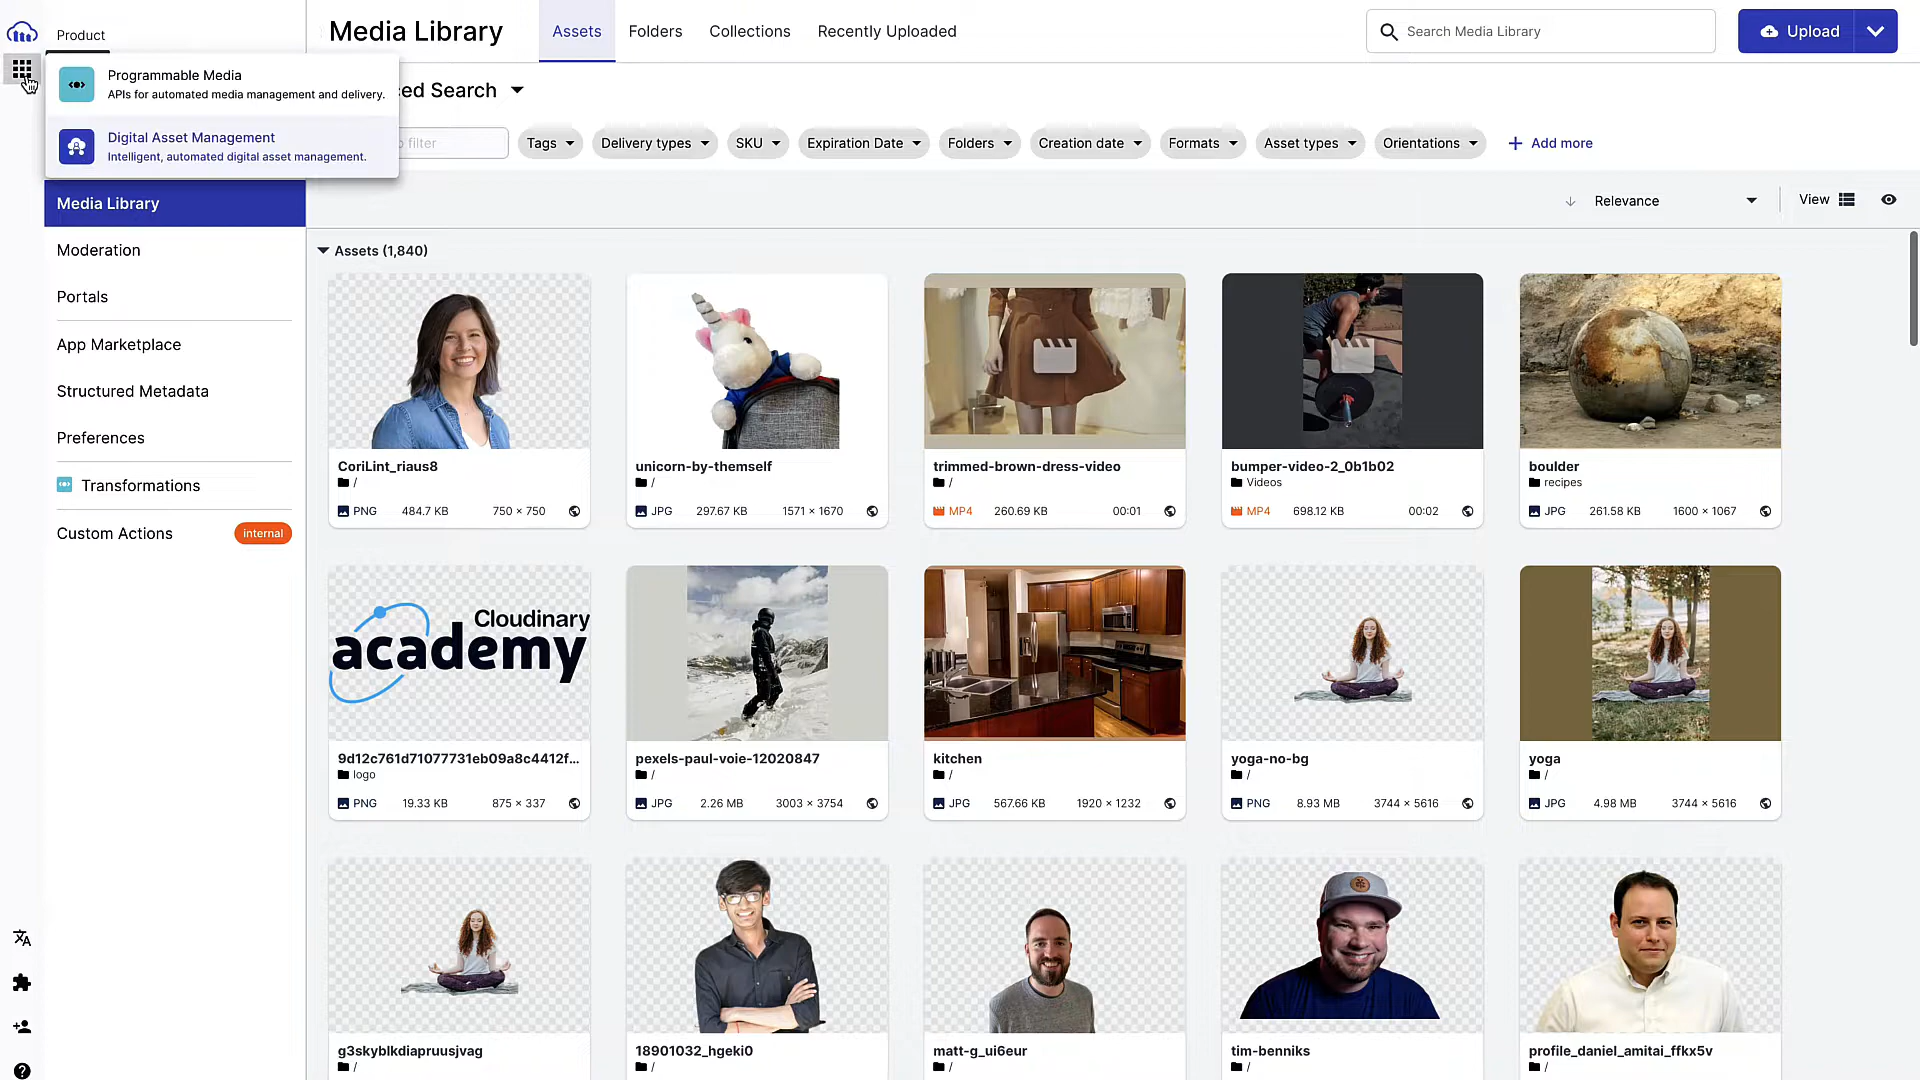 Product
Media Library
Assets
Folders
Collections
Recently Uploaded
Search Media Library
Upload
Programmable Media
APIs for automated media management and delivery.
Digital Asset Management
Intelligent, automated digital asset management.
ced Search
o filter
Tags
Delivery types
SKU
Expiration Date
Folders
Creation date
Formats
Asset types
Orientations
Add more
Media Library
Moderation
Portals
App Marketplace
Structured Metadata
Preferences
Transformations
Custom Actions
internal
Relevance
View
Assets (1,840)
CoriLint_riaus8
/
PNG 484.7 KB 750 × 750
unicorn-by-themself
/
JPG 297.67 KB 1571 × 1670
trimmed-brown-dress-video
/
MP4 260.69 KB 00:01
bumper-video-2_0b1b02
Videos
MP4 698.12 KB 00:02
boulder
recipes
JPG 261.58 KB 1600 × 1067
Cloudinary
academy
9d12c761d71077731eb09a8c4412f...
logo
PNG 19.33 KB 875 × 337
pexels-paul-voie-12020847
/
JPG 2.26 MB 3003 × 3754
kitchen
/
JPG 567.66 KB 1920 × 1232
yoga-no-bg
/
PNG 8.93 MB 3744 × 5616
yoga
/
JPG 4.98 MB 3744 × 5616
g3skyblkdiapruusjvag
/
18901032_hgeki0
/
matt-g_ui6eur
/
tim-benniks
/
profile_daniel_amitai_ffkx5v
/